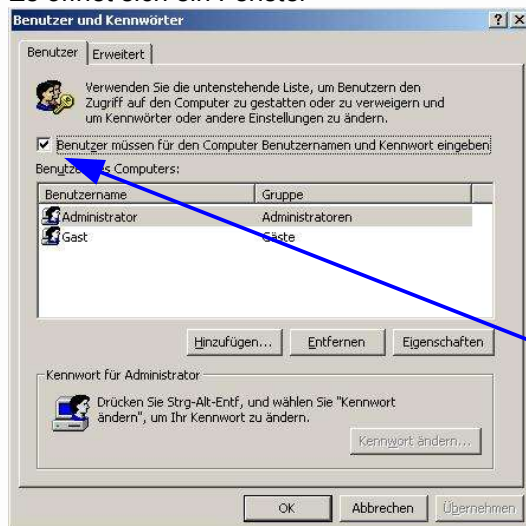 Es öffnet sich ein Fenster
Benutzer und Kennwörter
Benutzer Erweitert
Verwenden Sie die untenstehende Liste, um Benutzern den
Zugriff auf den Computer zu gestatten oder zu verweigern und
um Kennwörter oder andere Einstellungen zu ändern.
Benutzer müssen für den Computer Benutzernamen und Kennwort eingeben
Benutzer des Computers:
Benutzername Gruppe
Administrator Administratoren
Gast Gäste
Hinzufügen... Entfernen Eigenschaften
Kennwort für Administrator
Drücken Sie Strg-Alt-Entf, und wählen Sie "Kennwort
ändern", um Ihr Kennwort zu ändern.
Kennwort ändern...
OK Abbrechen Übernehmen